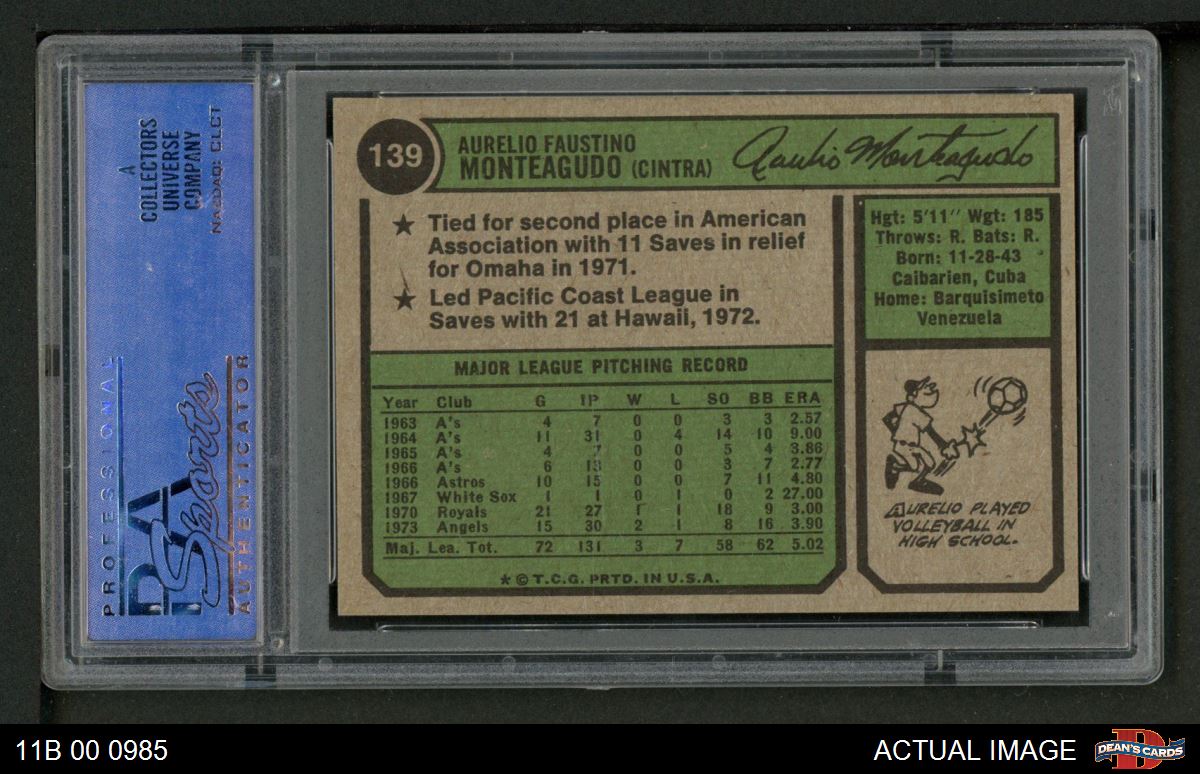 A
COLLECTORS
UNIVERSE
COMPANY
NASDAQ: CLCT
PROFESSIONAL
PSA
Sports
AUTHENTICATOR
139
AURELIO FAUSTINO
MONTEAGUDO (CINTRA)
Aurelio Monteagudo
★ Tied for second place in American
Association with 11 Saves in relief
for Omaha in 1971.
★ Led Pacific Coast League in
Saves with 21 at Hawaii, 1972.
Hgt: 5'11" Wgt: 185
Throws: R. Bats: R.
Born: 11-28-43
Caibarien, Cuba
Home: Barquisimeto
Venezuela
MAJOR LEAGUE PITCHING RECORD
Year Club G IP W L SO BB ERA
1963 A's 4 7 0 0 3 3 2.57
1964 A's 11 31 0 4 14 10 9.00
1965 A's 4 7 0 0 5 4 3.86
1966 A's 6 13 0 0 3 7 2.77
1966 Astros 10 15 0 0 7 11 4.80
1967 White Sox 1 1 0 1 0 2 27.00
1970 Royals 21 27 1 1 18 9 3.00
1973 Angels 15 30 2 1 8 16 3.90
Maj. Lea. Tot. 72 131 3 7 58 62 5.02
★ © T.C.G. PRTD. IN U.S.A.
AURELIO PLAYED
VOLLEYBALL IN
HIGH SCHOOL.
11B 00 0985
ACTUAL IMAGE
DEAN'S CARDS